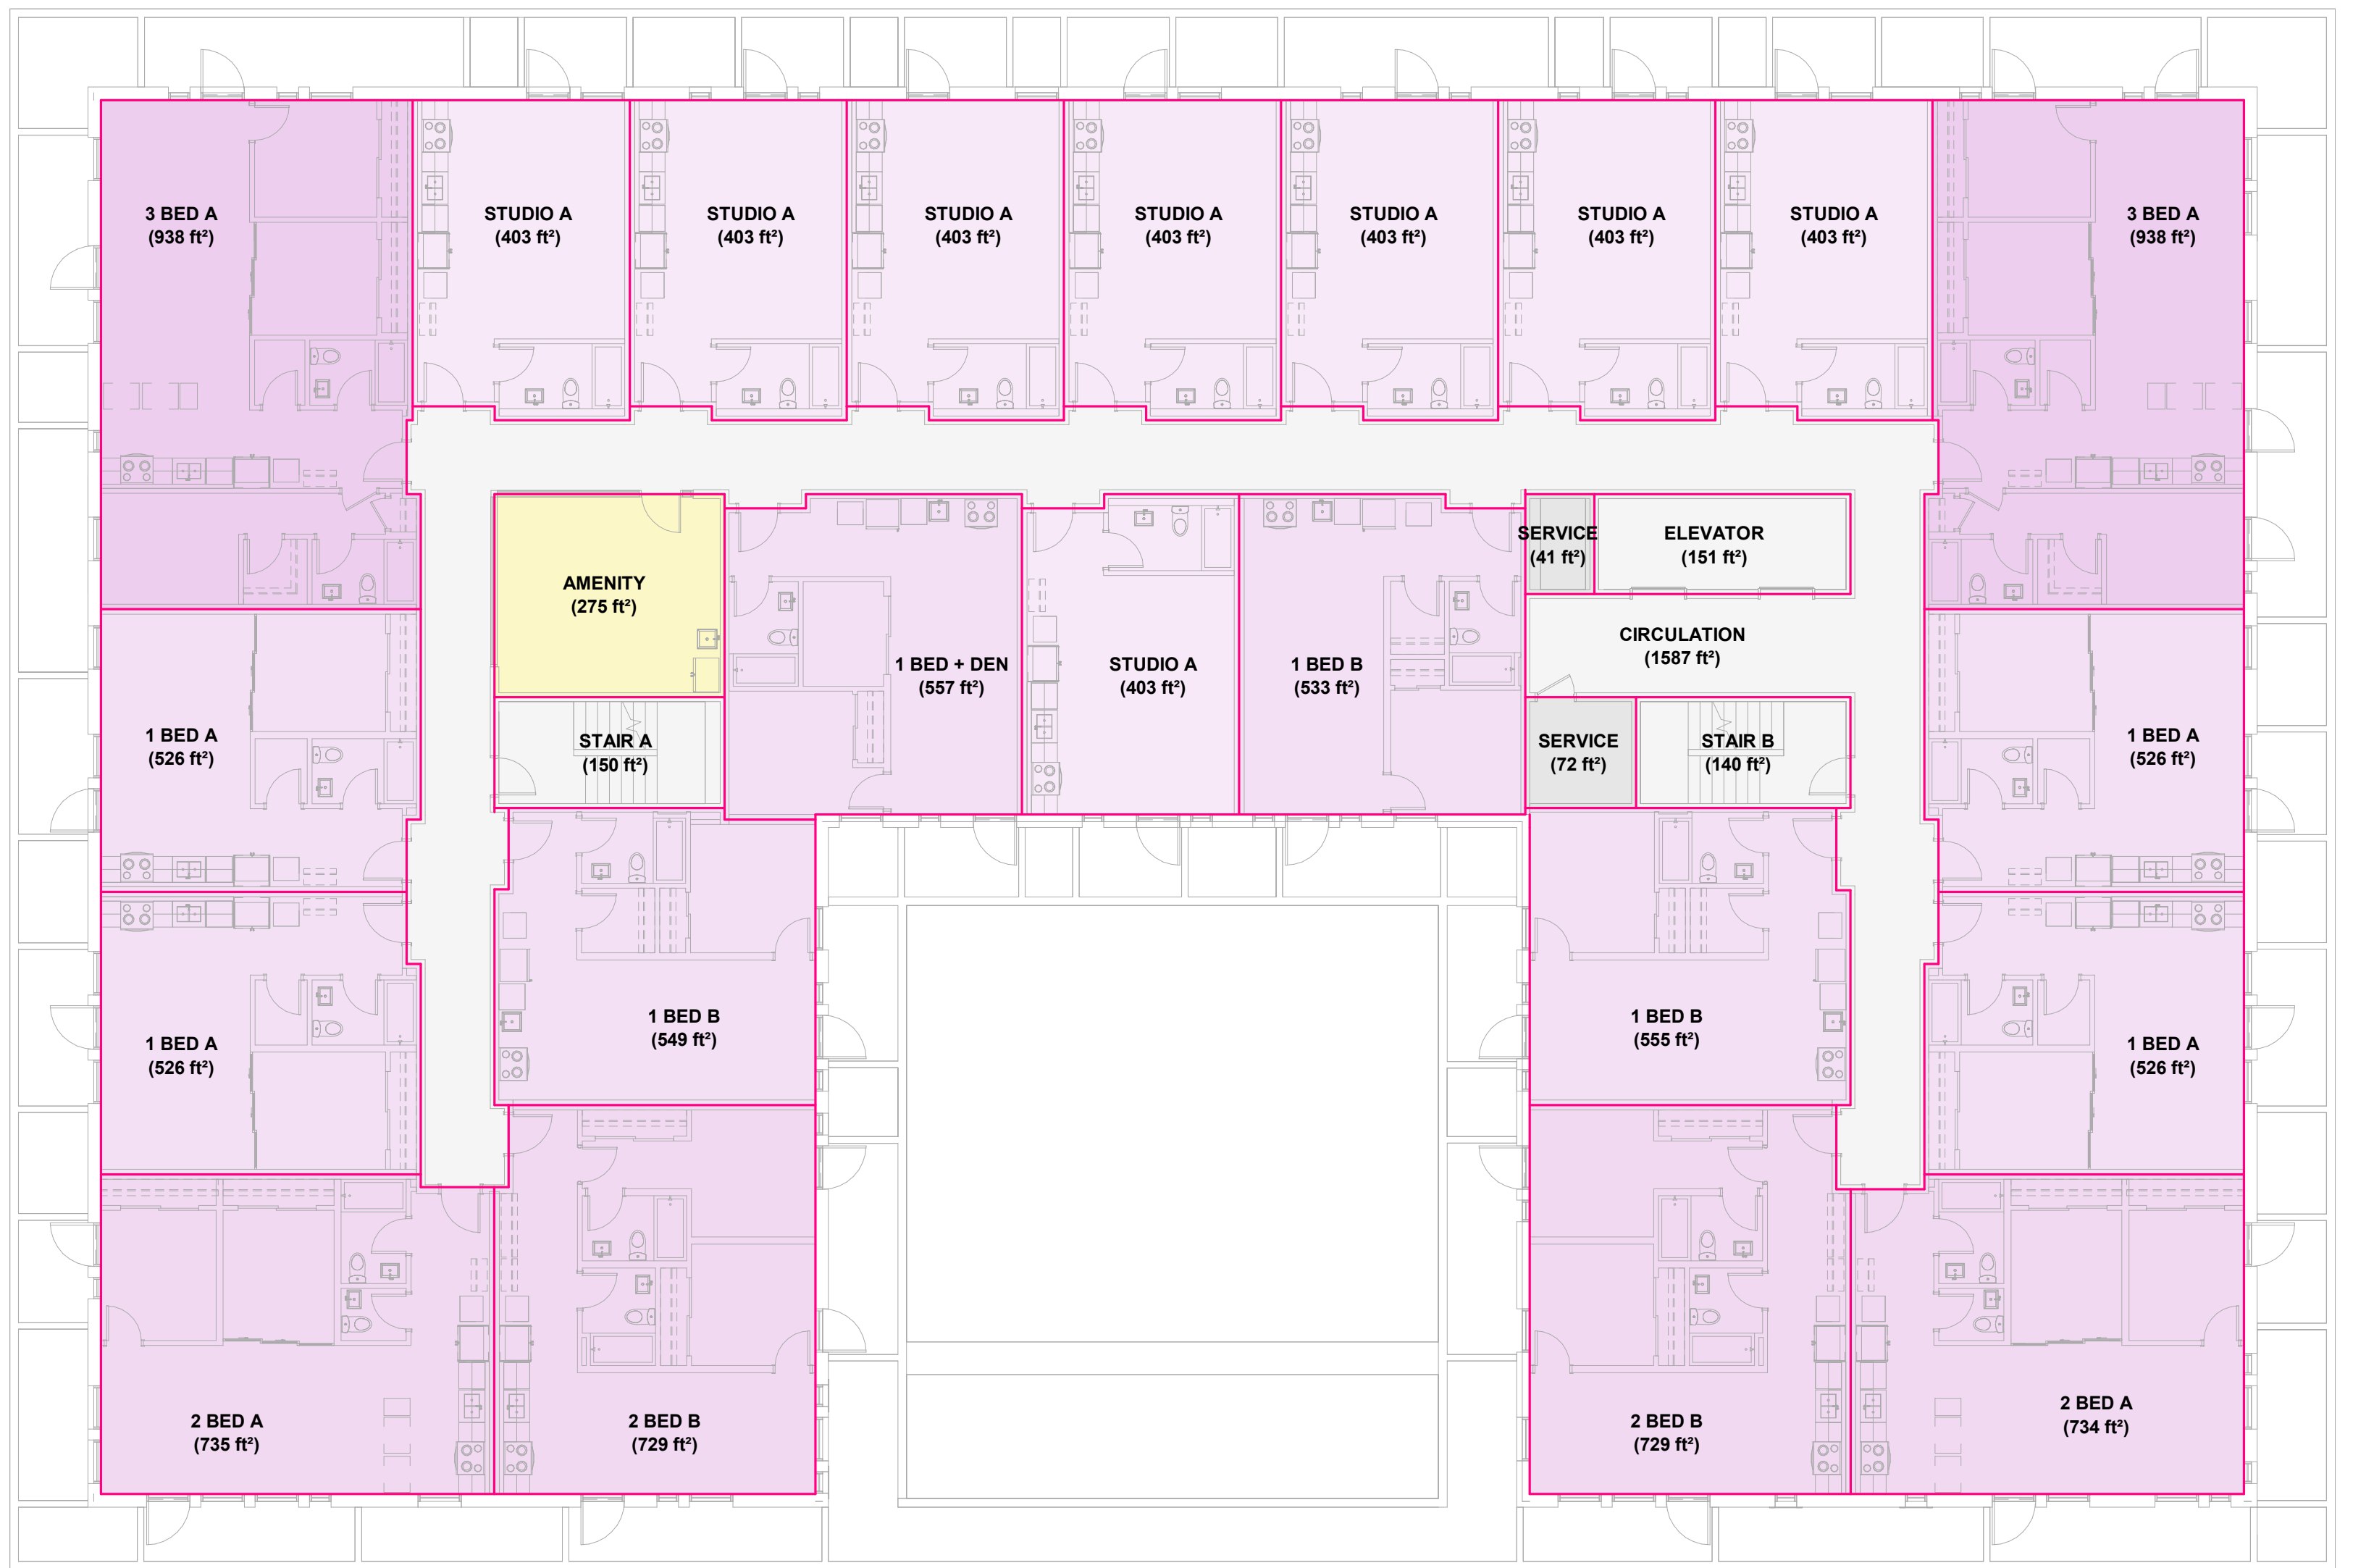 3 BED A
(938 ft²)
STUDIO A
(403 ft²)
STUDIO A
(403 ft²)
STUDIO A
(403 ft²)
STUDIO A
(403 ft²)
STUDIO A
(403 ft²)
STUDIO A
(403 ft²)
STUDIO A
(403 ft²)
3 BED A
(938 ft²)
AMENITY
(275 ft²)
SERVICE
(41 ft²)
ELEVATOR
(151 ft²)
1 BED + DEN
(557 ft²)
STUDIO A
(403 ft²)
1 BED B
(533 ft²)
CIRCULATION
(1587 ft²)
1 BED A
(526 ft²)
STAIR A
(150 ft²)
SERVICE
(72 ft²)
STAIR B
(140 ft²)
1 BED A
(526 ft²)
1 BED A
(526 ft²)
1 BED B
(549 ft²)
1 BED B
(555 ft²)
1 BED A
(526 ft²)
2 BED A
(735 ft²)
2 BED B
(729 ft²)
2 BED B
(729 ft²)
2 BED A
(734 ft²)